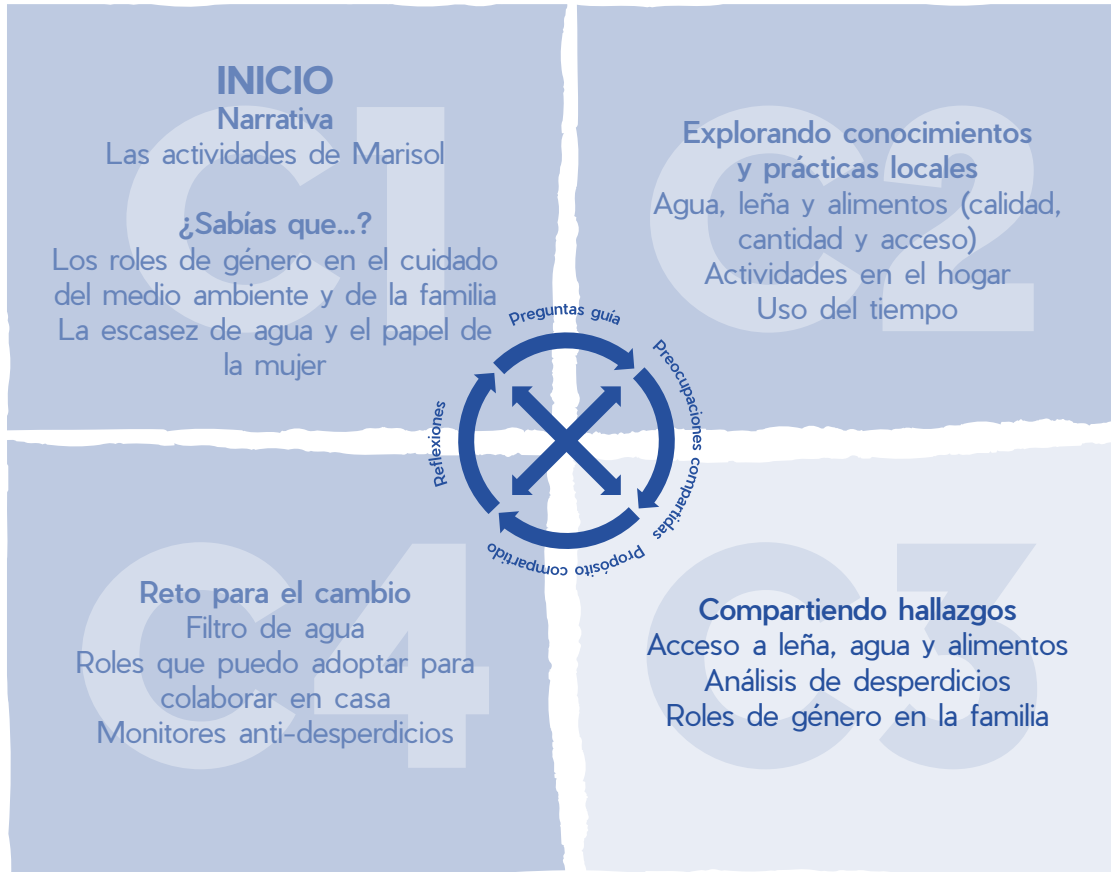 C1
INICIO
Narrativa
Las actividades de Marisol
¿Sabías que...?
Los roles de género en el cuidado
del medio ambiente y de la familia
La escasez de agua y el papel de
la mujer
C2
Explorando conocimientos
y prácticas locales
Agua, leña y alimentos (calidad,
cantidad y acceso)
Actividades en el hogar
Uso del tiempo
Preguntas guía
Preocupaciones compartidas
Propósito compartido
Reflexiones
C4
Reto para el cambio
Filtro de agua
Roles que puedo adoptar para
colaborar en casa
Monitores anti-desperdicios
C3
Compartiendo hallazgos
Acceso a leña, agua y alimentos
Análisis de desperdicios
Roles de género en la familia